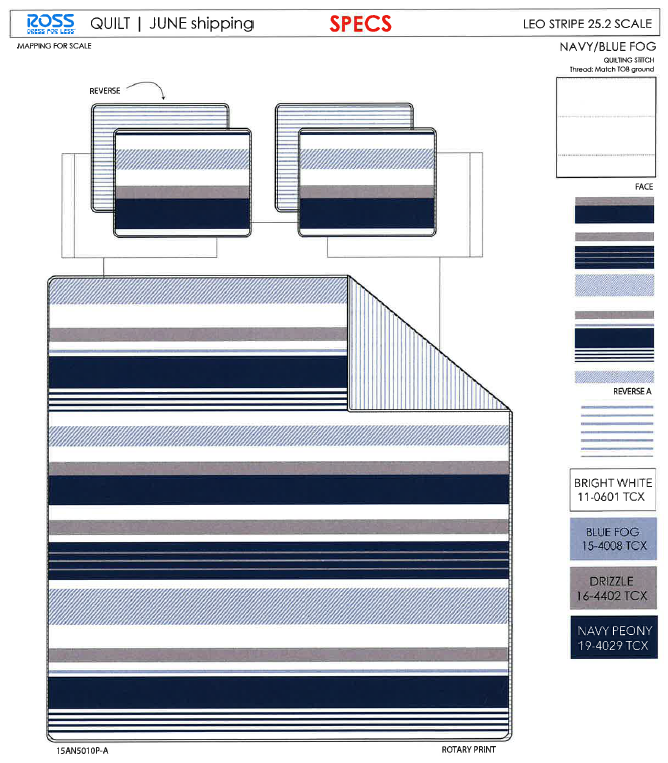 ROSS
DRESS FOR LESS
QUILT | JUNE shipping
SPECS
LEO STRIPE 25.2 SCALE
.MAPPING FOR SCALE
NAVY/BLUE FOG
QUILTING STITCH
Thread: Match TOB ground
REVERSE
FACE
REVERSE A
BRIGHT WHITE
11-0601 TCX
BLUE FOG
15-4008 TCX
DRIZZLE
16-4402 TCX
NAVY PEONY
19-4029 TCX
15AN5010P-A
ROTARY PRINT